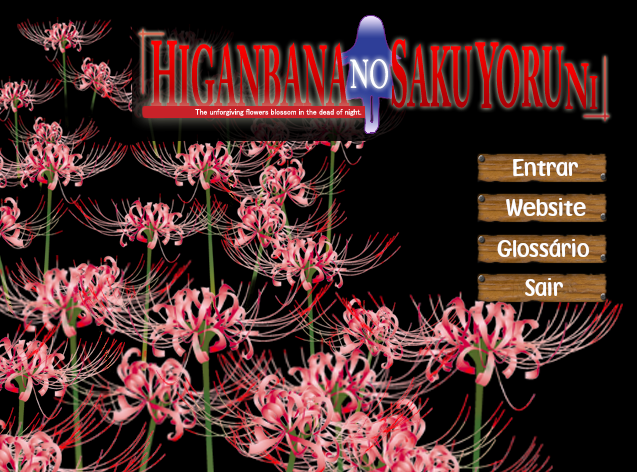 HIGANBANA NO SAKU YORU NI
The unforgiving flowers blossom in the dead of night.
Entrar
Website
Glossário
Sair